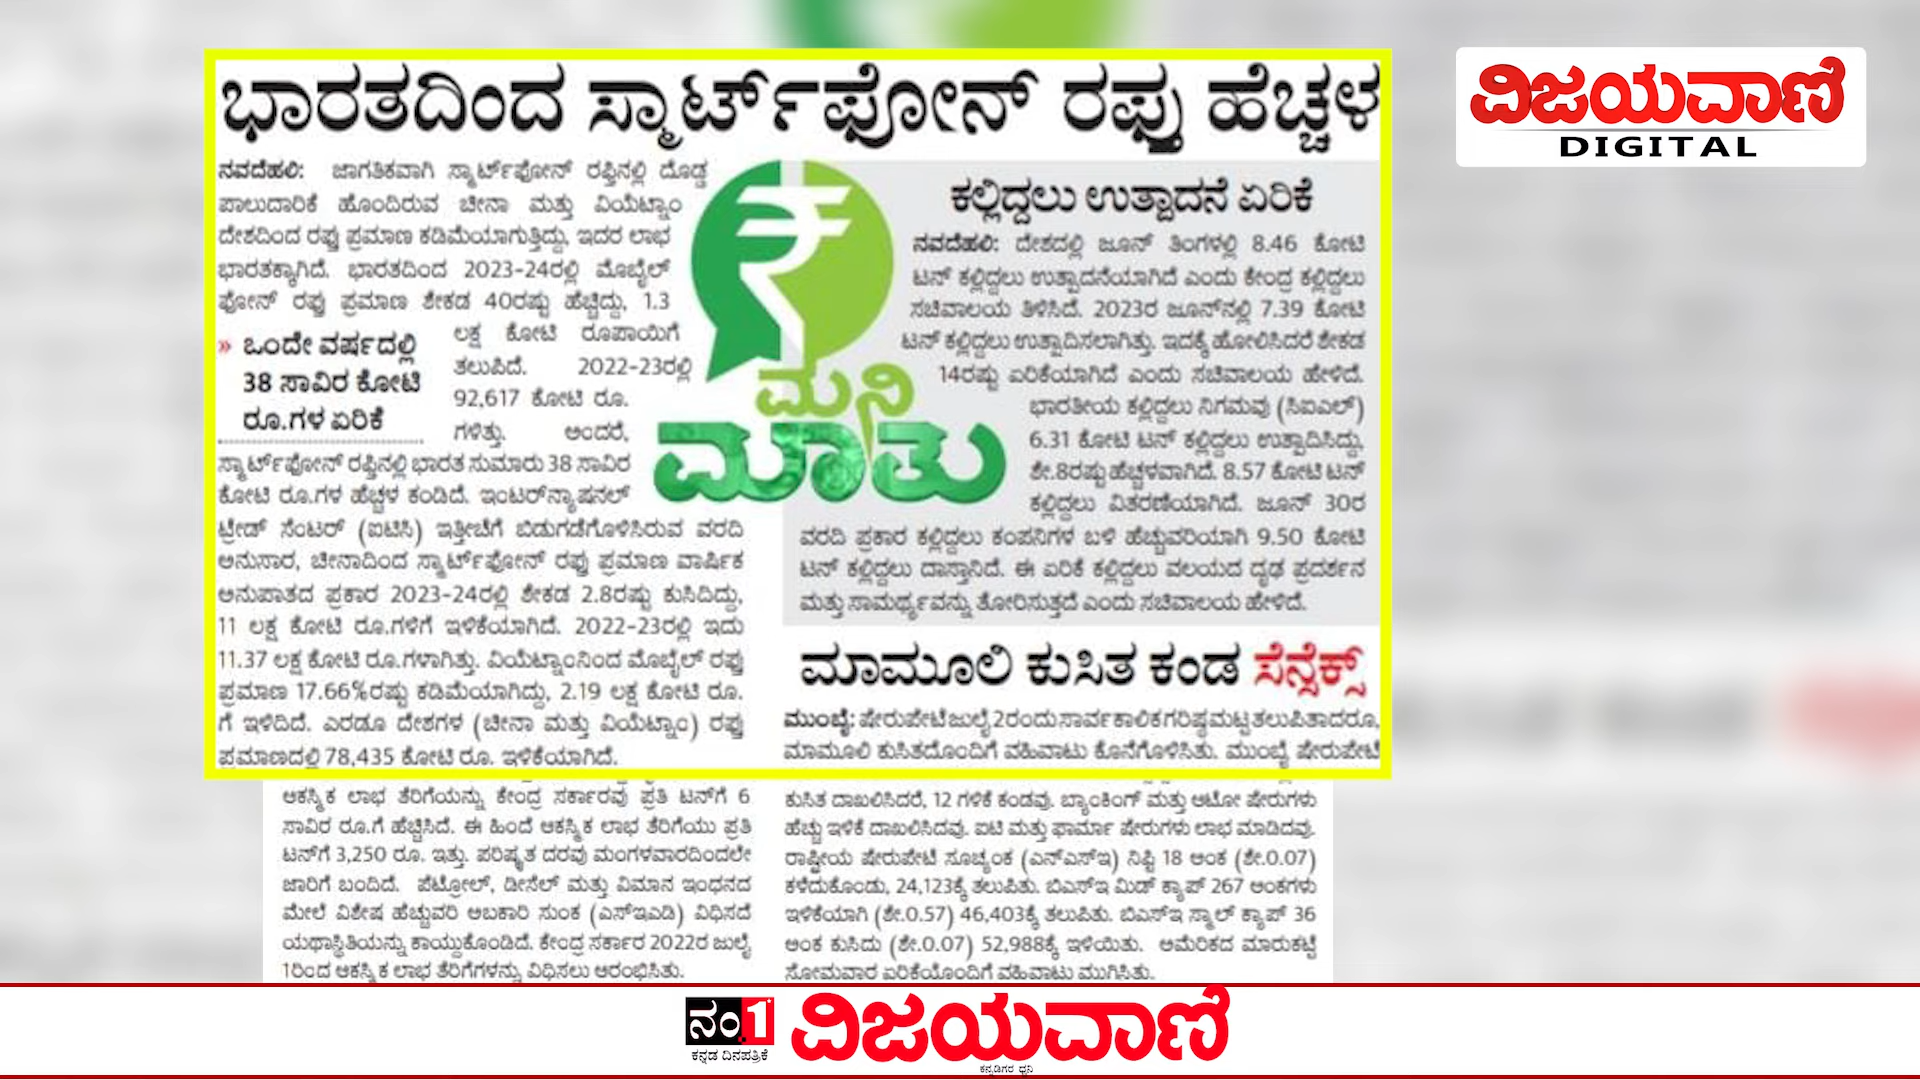 ಭಾರತದಿಂದ ಸ್ಮಾರ್ಟ್‌ಫೋನ್ ರಫ್ತು ಹೆಚ್ಚಳ
ನವದೆಹಲಿ: ಜಾಗತಿಕವಾಗಿ ಸ್ಮಾರ್ಟ್‌ಫೋನ್ ರಫ್ತಿನಲ್ಲಿ ದೊಡ್ಡ
ಪಾಲುದಾರಿಕೆ ಹೊಂದಿರುವ ಚೀನಾ ಮತ್ತು ವಿಯೆಟ್ನಾಂ
ದೇಶದಿಂದ ರಫ್ತು ಪ್ರಮಾಣ ಕಡಿಮೆಯಾಗುತ್ತಿದ್ದು, ಇದರ ಲಾಭ
ಭಾರತಕ್ಕಾಗಿದೆ. ಭಾರತದಿಂದ 2023-24ರಲ್ಲಿ ಮೊಬೈಲ್
ಫೋನ್ ರಫ್ತು ಪ್ರಮಾಣ ಶೇಕಡ 40ರಷ್ಟು ಹೆಚ್ಚಿದ್ದು, 1.3
ಲಕ್ಷ ಕೋಟಿ ರೂಪಾಯಿಗೆ
ತಲುಪಿದೆ. 2022-23ರಲ್ಲಿ
92,617 ಕೋಟಿ ರೂ.
ಗಳಿತ್ತು. ಅಂದರೆ,
» ಒಂದೇ ವರ್ಷದಲ್ಲಿ
38 ಸಾವಿರ ಕೋಟಿ
ರೂ.ಗಳ ಏರಿಕೆ
ಸ್ಮಾರ್ಟ್‌ಫೋನ್ ರಫ್ತಿನಲ್ಲಿ ಭಾರತ ಸುಮಾರು 38 ಸಾವಿರ
ಕೋಟಿ ರೂ.ಗಳ ಹೆಚ್ಚಳ ಕಂಡಿದೆ. ಇಂಟರ್‌ನ್ಯಾಷನಲ್
ಟ್ರೇಡ್ ಸೆಂಟರ್ (ಐಟಿಸಿ) ಇತ್ತೀಚೆಗೆ ಬಿಡುಗಡೆಗೊಳಿಸಿರುವ ವರದಿ
ಅನುಸಾರ, ಚೀನಾದಿಂದ ಸ್ಮಾರ್ಟ್‌ಫೋನ್ ರಫ್ತು ಪ್ರಮಾಣ ವಾರ್ಷಿಕ
ಅನುಪಾತದ ಪ್ರಕಾರ 2023-24ರಲ್ಲಿ ಶೇಕಡ 2.8ರಷ್ಟು ಕುಸಿದಿದ್ದು,
11 ಲಕ್ಷ ಕೋಟಿ ರೂ.ಗಳಿಗೆ ಇಳಿಕೆಯಾಗಿದೆ. 2022-23ರಲ್ಲಿ ಇದು
11.37 ಲಕ್ಷ ಕೋಟಿ ರೂ.ಗಳಾಗಿತ್ತು. ವಿಯೆಟ್ನಾಂನಿಂದ ಮೊಬೈಲ್ ರಫ್ತು
ಪ್ರಮಾಣ 17.66%ರಷ್ಟು ಕಡಿಮೆಯಾಗಿದ್ದು, 2.19 ಲಕ್ಷ ಕೋಟಿ ರೂ.
ಗೆ ಇಳಿದಿದೆ. ಎರಡೂ ದೇಶಗಳ (ಚೀನಾ ಮತ್ತು ವಿಯೆಟ್ನಾಂ) ರಫ್ತು
ಪ್ರಮಾಣದಲ್ಲಿ 78,435 ಕೋಟಿ ರೂ. ಇಳಿಕೆಯಾಗಿದೆ.
ಆಕಸ್ಮಿಕ ಲಾಭ ತೆರಿಗೆಯನ್ನು ಕೇಂದ್ರ ಸರ್ಕಾರವು ಪ್ರತಿ ಟನ್‌ಗೆ 6
ಸಾವಿರ ರೂ.ಗೆ ಹೆಚ್ಚಿಸಿದೆ. ಈ ಹಿಂದೆ ಆಕಸ್ಮಿಕ ಲಾಭ ತೆರಿಗೆಯು ಪ್ರತಿ
ಟನ್‌ಗೆ 3,250 ರೂ. ಇತ್ತು. ಪರಿಷ್ಕೃತ ದರವು ಮಂಗಳವಾರದಿಂದಲೇ
ಜಾರಿಗೆ ಬಂದಿದೆ. ಪೆಟ್ರೋಲ್, ಡೀಸೆಲ್ ಮತ್ತು ವಿಮಾನ ಇಂಧನದ
ಮೇಲೆ ವಿಶೇಷ ಹೆಚ್ಚುವರಿ ಅಬಕಾರಿ ಸುಂಕ (ಎಸ್‌ಇಎಡಿ) ವಿಧಿಸದೆ
ಯಥಾಸ್ಥಿತಿಯನ್ನು ಕಾಯ್ದುಕೊಂಡಿದೆ. ಕೇಂದ್ರ ಸರ್ಕಾರ 2022ರ ಜುಲೈ
1ರಿಂದ ಆಕಸ್ಮಿಕ ಲಾಭ ತೆರಿಗೆಗಳನ್ನು ವಿಧಿಸಲು ಆರಂಭಿಸಿತು.
ಮನಿ
ಮಾತು
ಕಲ್ಲಿದ್ದಲು ಉತ್ಪಾದನೆ ಏರಿಕೆ
ನವದೆಹಲಿ: ದೇಶದಲ್ಲಿ ಜೂನ್ ತಿಂಗಳಲ್ಲಿ 8.46 ಕೋಟಿ
ಟನ್ ಕಲ್ಲಿದ್ದಲು ಉತ್ಪಾದನೆಯಾಗಿದೆ ಎಂದು ಕೇಂದ್ರ ಕಲ್ಲಿದ್ದಲು
ಸಚಿವಾಲಯ ತಿಳಿಸಿದೆ. 2023ರ ಜೂನ್‌ನಲ್ಲಿ 7.39 ಕೋಟಿ
ಟನ್ ಕಲ್ಲಿದ್ದಲು ಉತ್ಪಾದಿಸಲಾಗಿತ್ತು. ಇದಕ್ಕೆ ಹೋಲಿಸಿದರೆ ಶೇಕಡ
14ರಷ್ಟು ಏರಿಕೆಯಾಗಿದೆ ಎಂದು ಸಚಿವಾಲಯ ಹೇಳಿದೆ.
ಭಾರತೀಯ ಕಲ್ಲಿದ್ದಲು ನಿಗಮವು (ಸಿಐಎಲ್)
6.31 ಕೋಟಿ ಟನ್ ಕಲ್ಲಿದ್ದಲು ಉತ್ಪಾದಿಸಿದ್ದು,
ಶೇ.8ರಷ್ಟು ಹೆಚ್ಚಳವಾಗಿದೆ. 8.57 ಕೋಟಿ ಟನ್
ಕಲ್ಲಿದ್ದಲು ವಿತರಣೆಯಾಗಿದೆ. ಜೂನ್ 30ರ
ವರದಿ ಪ್ರಕಾರ ಕಲ್ಲಿದ್ದಲು ಕಂಪನಿಗಳ ಬಳಿ ಹೆಚ್ಚುವರಿಯಾಗಿ 9.50 ಕೋಟಿ
ಟನ್ ಕಲ್ಲಿದ್ದಲು ದಾಸ್ತಾನಿದೆ. ಈ ಏರಿಕೆ ಕಲ್ಲಿದ್ದಲು ವಲಯದ ದೃಢ ಪ್ರದರ್ಶನ
ಮತ್ತು ಸಾಮರ್ಥ್ಯವನ್ನು ತೋರಿಸುತ್ತದೆ ಎಂದು ಸಚಿವಾಲಯ ಹೇಳಿದೆ.
ಮಾಮೂಲಿ ಕುಸಿತ ಕಂಡ ಸೆನ್ಸೆಕ್ಸ್
ಮುಂಬೈ: ಷೇರುಪೇಟೆ ಜುಲೈ 2ರಂದು ಸಾರ್ವಕಾಲಿಕ ಗರಿಷ್ಠ ಮಟ್ಟ ತಲುಪಿತಾದರೂ,
ಮಾಮೂಲಿ ಕುಸಿತದೊಂದಿಗೆ ವಹಿವಾಟು ಕೊನೆಗೊಳಿಸಿತು. ಮುಂಬೈ ಷೇರುಪೇಟೆ
ಕುಸಿತ ದಾಖಲಿಸಿದರೆ, 12 ಗಳಿಕೆ ಕಂಡವು. ಬ್ಯಾಂಕಿಂಗ್ ಮತ್ತು ಆಟೋ ಷೇರುಗಳು
ಹೆಚ್ಚು ಇಳಿಕೆ ದಾಖಲಿಸಿದವು. ಐಟಿ ಮತ್ತು ಫಾರ್ಮಾ ಷೇರುಗಳು ಲಾಭ ಮಾಡಿದವು.
ರಾಷ್ಟ್ರೀಯ ಷೇರುಪೇಟೆ ಸೂಚ್ಯಂಕ (ಎನ್‌ಎಸ್‌ಇ) ನಿಫ್ಟಿ 18 ಅಂಕ (ಶೇ.0.07)
ಕಳೆದುಕೊಂಡು, 24,123ಕ್ಕೆ ತಲುಪಿತು. ಬಿಎಸ್‌ಇ ಮಿಡ್ ಕ್ಯಾಪ್ 267 ಅಂಕಗಳು
ಇಳಿಕೆಯಾಗಿ (ಶೇ.0.57) 46,403ಕ್ಕೆ ತಲುಪಿತು. ಬಿಎಸ್‌ಇ ಸ್ಮಾಲ್ ಕ್ಯಾಪ್ 36
ಅಂಕ ಕುಸಿದು (ಶೇ.0.07) 52,988ಕ್ಕೆ ಇಳಿಯಿತು. ಅಮೆರಿಕದ ಮಾರುಕಟ್ಟೆ
ಸೋಮವಾರ ಏರಿಕೆಯೊಂದಿಗೆ ವಹಿವಾಟು ಮುಗಿಸಿತು.
ವಿಜಯವಾಣಿ
DIGITAL
ನಂ.1
ಕನ್ನಡ ದಿನಪತ್ರಿಕೆ
ವಿಜಯವಾಣಿ
ಕನ್ನಡಿಗರ ಧ್ವನಿ